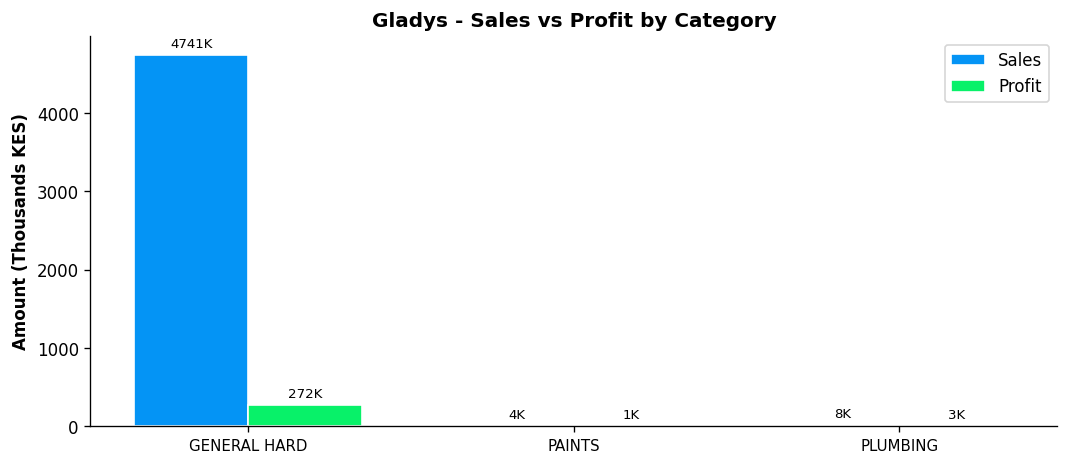 Gladys - Sales vs Profit by Category
Amount (Thousands KES)
4000
3000
2000
1000
0
4741K
272K
4K
1K
8K
3K
GENERAL HARD
PAINTS
PLUMBING
Sales
Profit